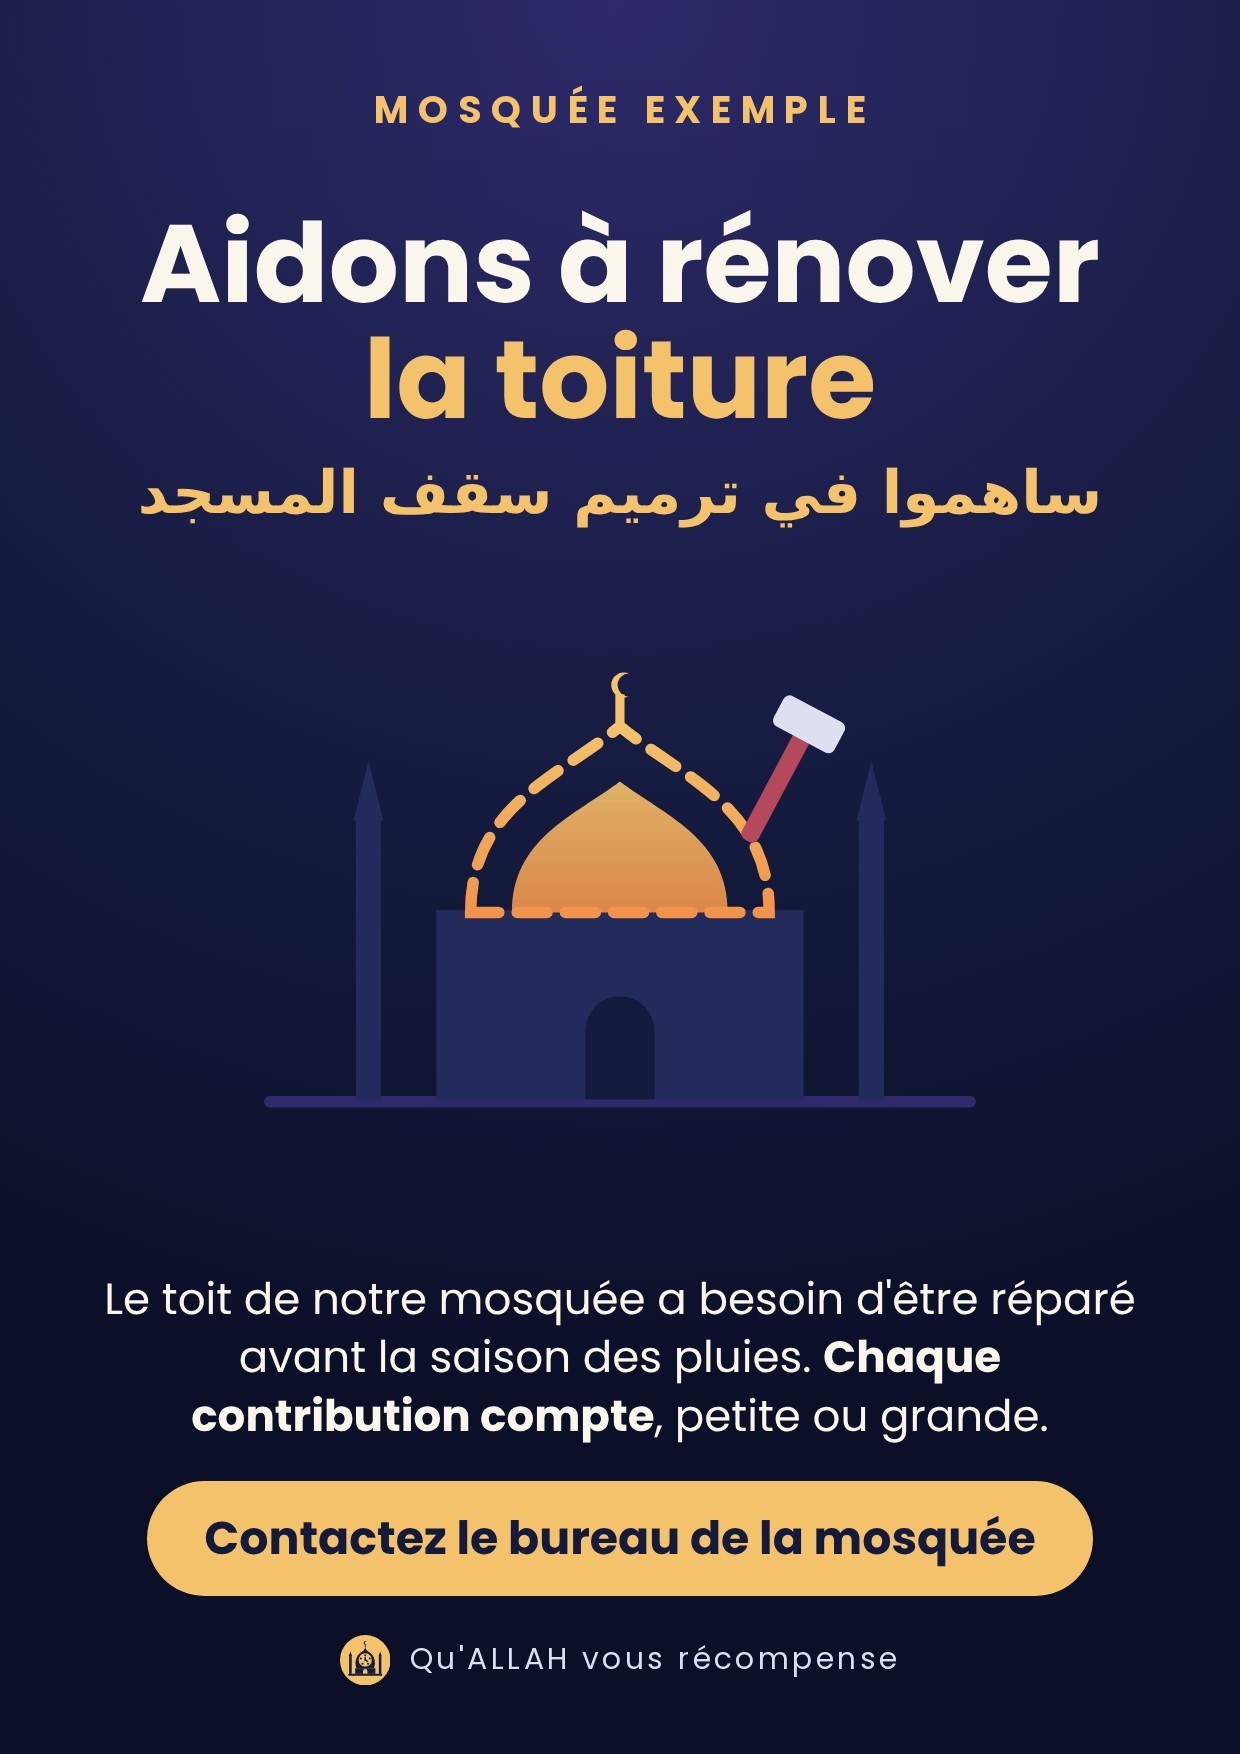 MOSQUÉE EXEMPLE
Aidons à rénover
la toiture
ساهموا في ترميم سقف المسجد
Le toit de notre mosquée a besoin d'être réparé
avant la saison des pluies. Chaque
contribution compte, petite ou grande.
Contactez le bureau de la mosquée
Qu'ALLAH vous récompense